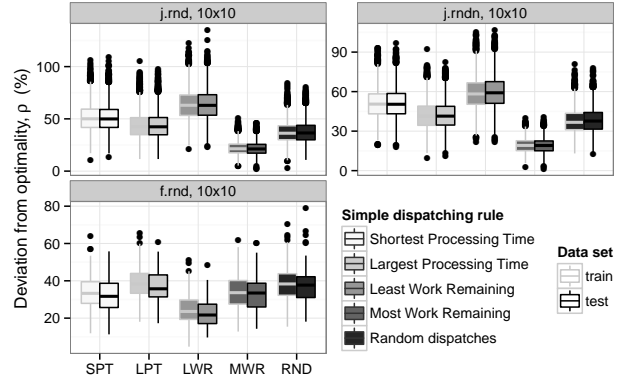 j.rnd, 10x10
j.rndn, 10x10
Deviation from optimality, ρ (%)
100
50
0
90
60
30
0
f.rnd, 10x10
80
60
40
20
SPT LPT LWR MWR RND
Simple dispatching rule
Shortest Processing Time
Largest Processing Time
Least Work Remaining
Most Work Remaining
Random dispatches
Data set
train
test